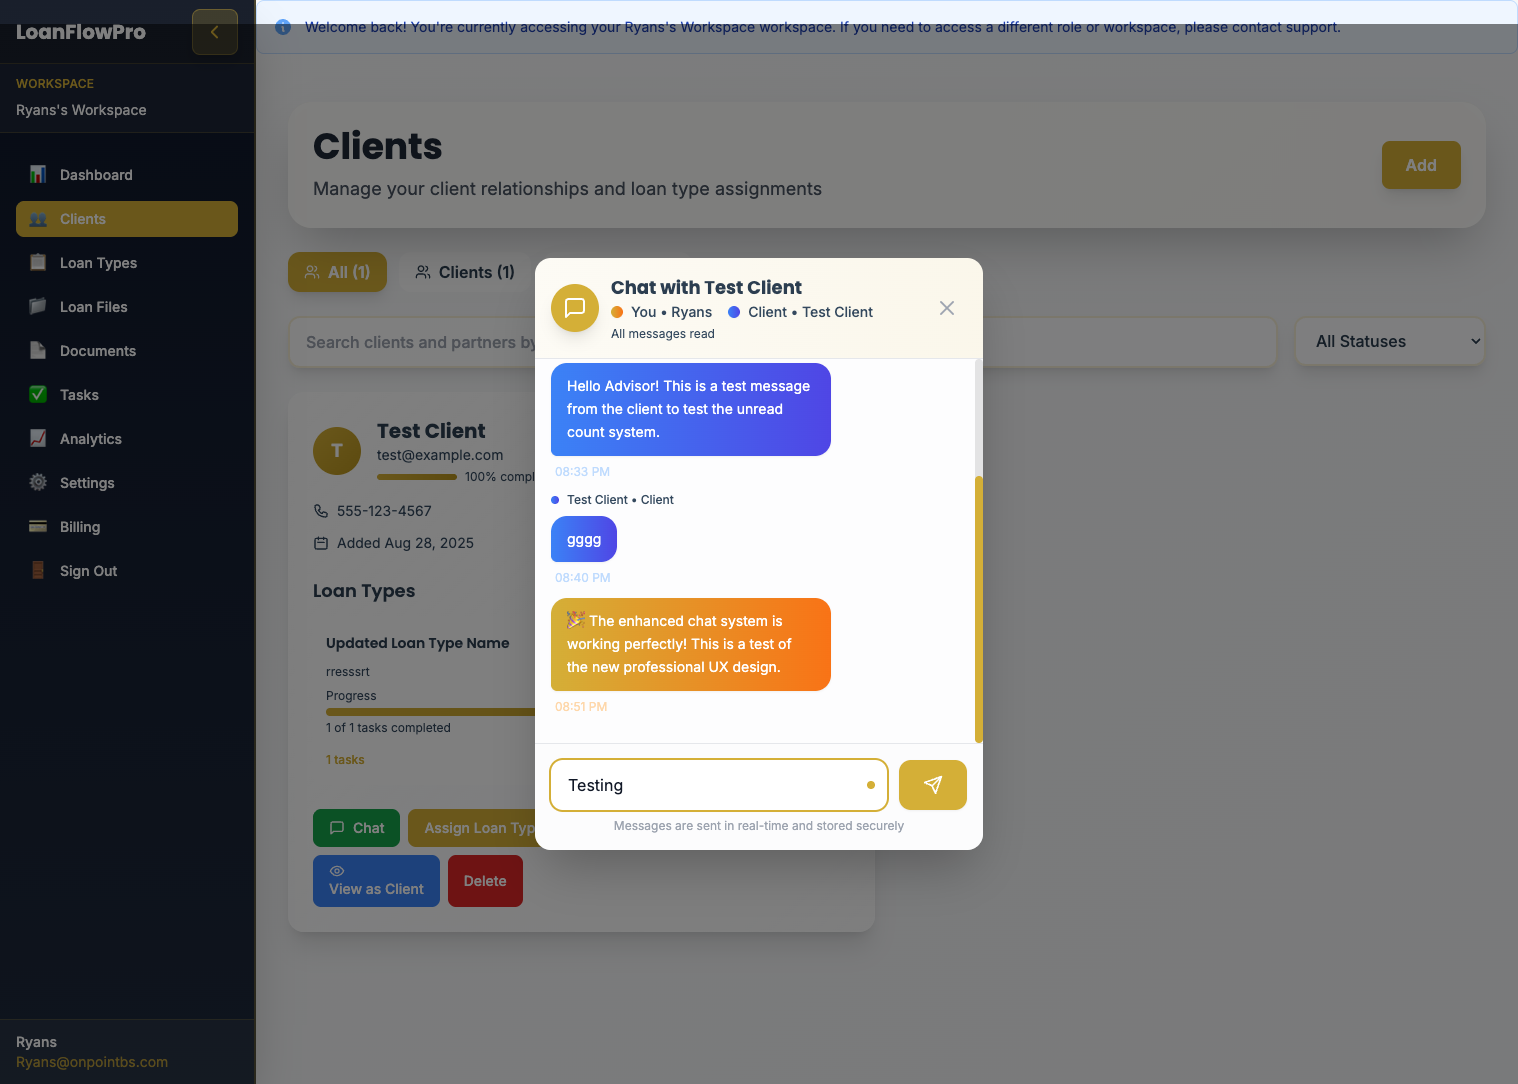 LoanFlowPro
WORKSPACE
Ryans's Workspace
Dashboard
Clients
Loan Types
Loan Files
Documents
Tasks
Analytics
Settings
Billing
Sign Out
Ryans
Ryans@onpointbs.com
Welcome back! You're currently accessing your Ryans's Workspace workspace. If you need to access a different role or workspace, please contact support.
Clients
Manage your client relationships and loan type assignments
Add
All (1)
Clients (1)
Search clients and partners by
All Statuses
T
Test Client
test@example.com
100% compl
555-123-4567
Added Aug 28, 2025
Loan Types
Updated Loan Type Name
rresssrt
Progress
1 of 1 tasks completed
1 tasks
Chat
Assign Loan Typ
View as Client
Delete
Chat with Test Client
You • Ryans
Client • Test Client
All messages read
Hello Advisor! This is a test message
from the client to test the unread
count system.
08:33 PM
Test Client • Client
gggg
08:40 PM
🎉 The enhanced chat system is
working perfectly! This is a test of
the new professional UX design.
08:51 PM
Testing
Messages are sent in real-time and stored securely